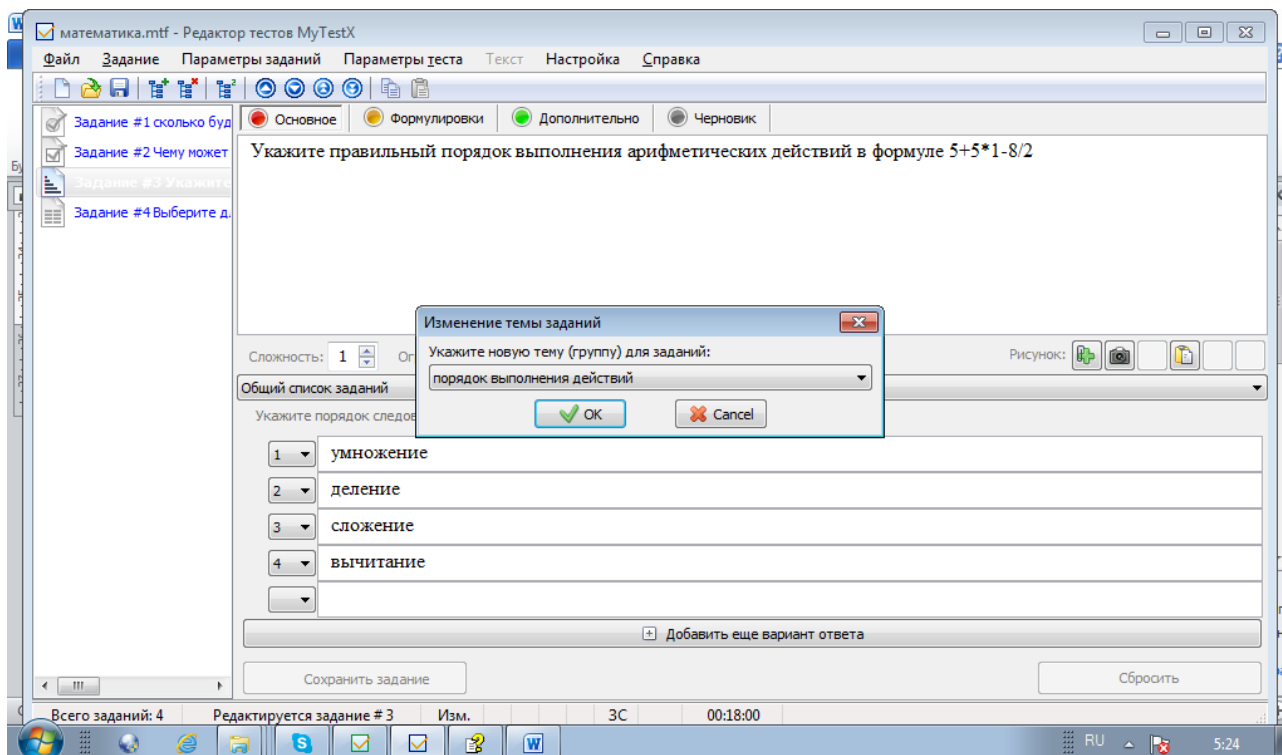 математика.mtf - Редактор тестов MyTestX
Файл Задание Параметры заданий Параметры теста Текст Настройка Справка
Задание #1 сколько буд
Задание #2 Чему может
Задание #3 Укажите
Задание #4 Выберите д
Основное Формулировки Дополнительно Черновик
Укажите правильный порядок выполнения арифметических действий в формуле 5+5*1-8/2
Изменение темы заданий
Укажите новую тему (группу) для заданий:
порядок выполнения действий
OK Cancel
Сложность: 1 Ог Рисунок:
Общий список заданий
Укажите порядок следов
1 умножение
2 деление
3 сложение
4 вычитание
Добавить еще вариант ответа
Сохранить задание Сбросить
Всего заданий: 4 Редактируется задание # 3 Изм. ЗС 00:18:00
RU 5:24